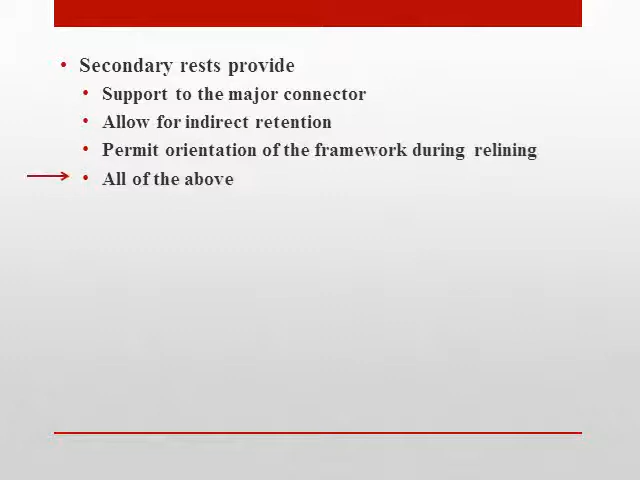 • Secondary rests provide
• Support to the major connector
• Allow for indirect retention
• Permit orientation of the framework during relining
• All of the above